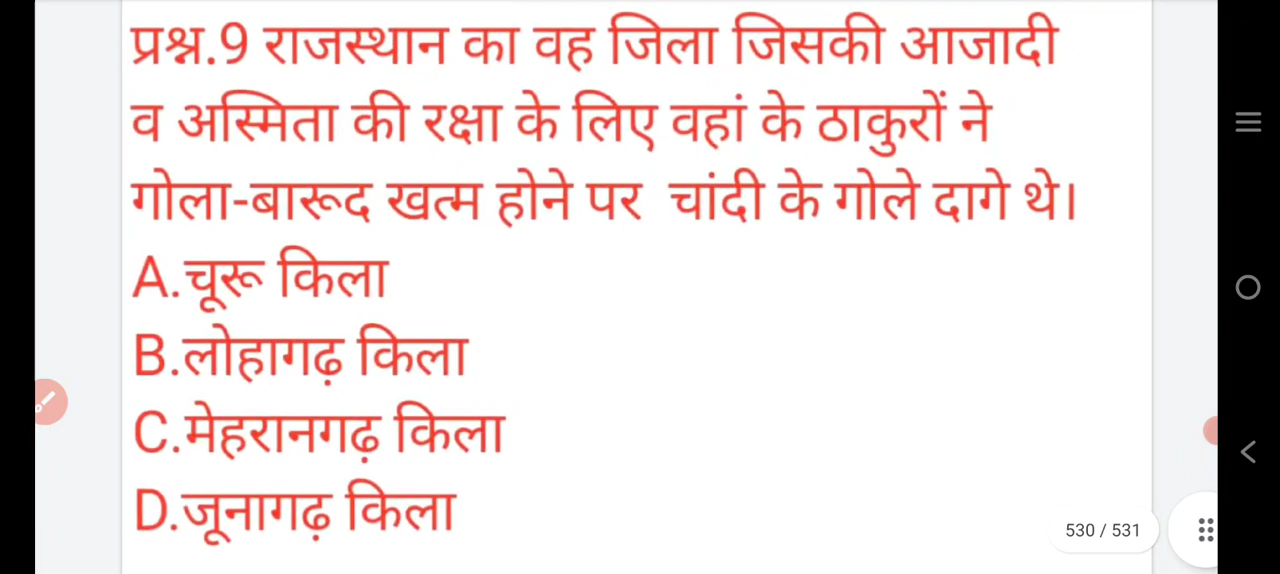 प्रश्न.9 राजस्थान का वह जिला जिसकी आजादी
व अस्मिता की रक्षा के लिए वहां के ठाकुरों ने
गोला-बारूद खत्म होने पर चांदी के गोले दागे थे।
A.चूरू किला
B.लोहागढ़ किला
C.मेहरानगढ़ किला
D.जूनागढ़ किला
530 / 531